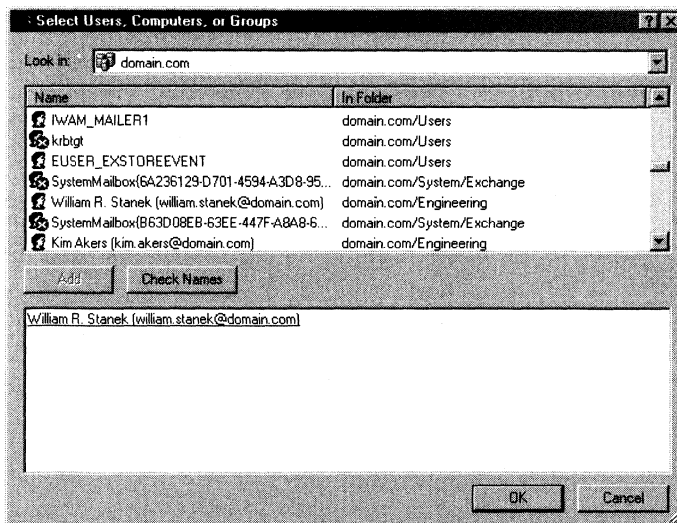 Select Users, Computers, or Groups
Look in: domain.com
Name In Folder
IWAM_MAILER1 domain.com/Users
krbtgt domain.com/Users
EUSER_EXSTOREEVENT domain.com/Users
SystemMailbox{6A236129-D701-4594-A3D8-95... domain.com/System/Exchange
William R. Stanek (william.stanek@domain.com) domain.com/Engineering
SystemMailbox{B63D08EB-63EE-447F-A8A8-6... domain.com/System/Exchange
Kim Akers (kim.akers@domain.com) domain.com/Engineering
Add Check Names
William R. Stanek (william.stanek@domain.com)
OK Cancel